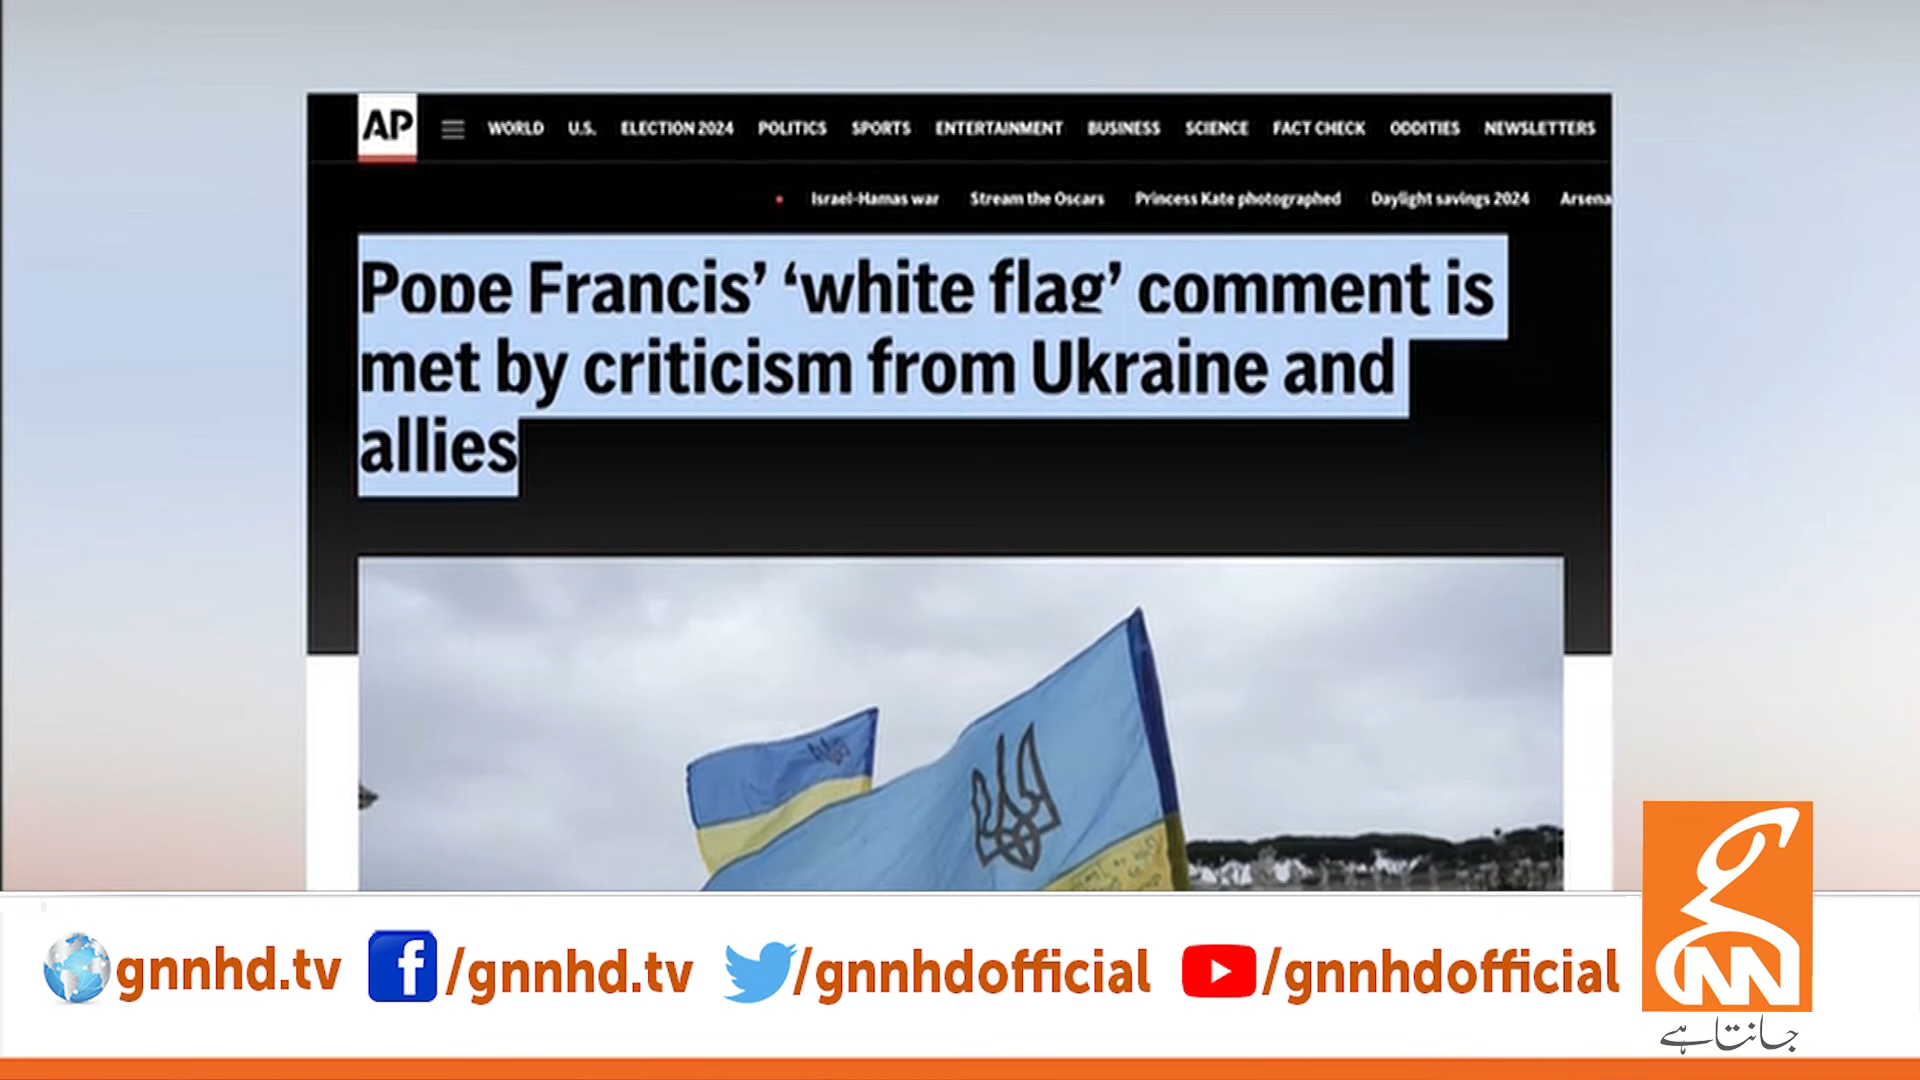 AP WORLD U.S. ELECTION 2024 POLITICS SPORTS ENTERTAINMENT BUSINESS SCIENCE FACT CHECK ODDITIES NEWSLETTERS
Israel-Hamas war Stream the Oscars Princess Kate photographed Daylight savings 2024 Arsena
Pope Francis’ ‘white flag’ comment is
met by criticism from Ukraine and
allies
gnnhd.tv f /gnnhd.tv /gnnhdofficial /gnnhdofficial
GNN
جانتا ہے